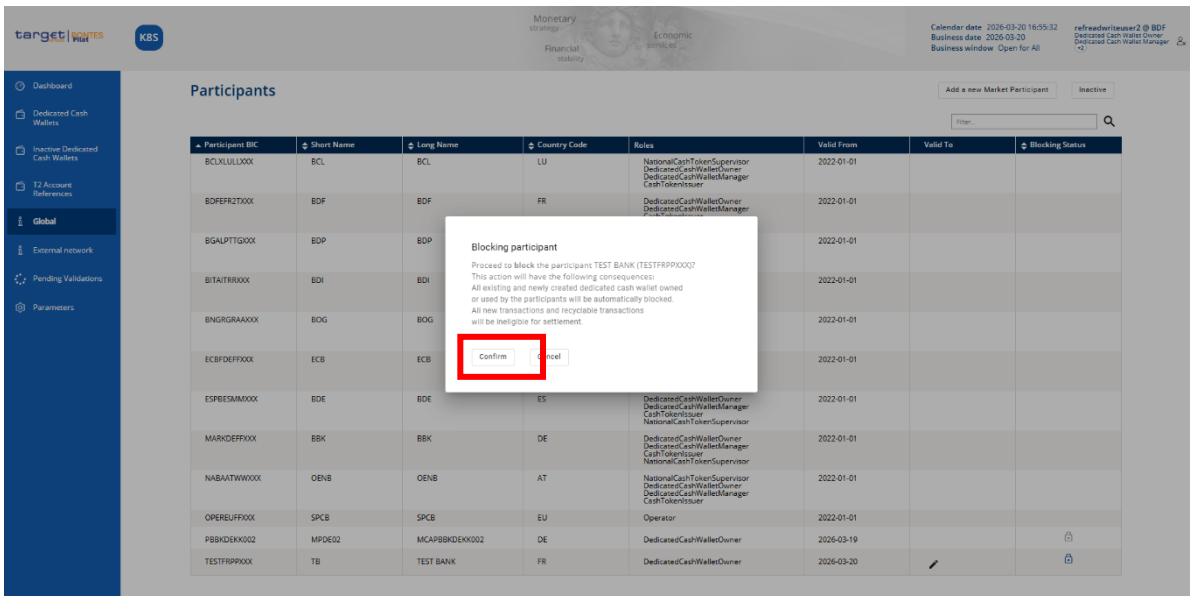 target | PONTES
Pilot
KBS
Monetary
strategy
Economic
services
Financial
stability
Calendar date 2026-03-20 16:55:32
Business date 2026-03-20
Business window Open for All
refreadwriteuser2 @ BDF
Dedicated Cash Wallet Owner
Dedicated Cash Wallet Manager
+2
Dashboard
Dedicated Cash
Wallets
Inactive Dedicated
Cash Wallets
T2 Account
References
Global
External network
Pending Validations
Parameters
Participants
Add a new Market Participant
Inactive
Filter...
Participant BIC Short Name Long Name Country Code Roles Valid From Valid To Blocking Status
BCLXLULLXXX BCL BCL LU NationalCashTokenSupervisor 2022-01-01
DedicatedCashWalletOwner
DedicatedCashWalletManager
CashTokenIssuer
BDFEFR2TXXX BDF BDF FR DedicatedCashWalletOwner 2022-01-01
DedicatedCashWalletManager
BGALPTTGXXX BDP BDP 2022-01-01
BITAITRRXXX BDI BDI 2022-01-01
BNGRGRAAXXX BOG BOG 2022-01-01
ECBFDEFFXXX ECB ECB 2022-01-01
ESPBESMMXXX BDE BDE ES DedicatedCashWalletOwner 2022-01-01
DedicatedCashWalletManager
CashTokenIssuer
NationalCashTokenSupervisor
MARKDEFFXXX BBK BBK DE DedicatedCashWalletOwner 2022-01-01
DedicatedCashWalletManager
CashTokenIssuer
NationalCashTokenSupervisor
NABAATWWXXX OENB OENB AT NationalCashTokenSupervisor 2022-01-01
DedicatedCashWalletOwner
DedicatedCashWalletManager
CashTokenIssuer
OPEREUFFXXX SPCB SPCB EU Operator 2022-01-01
PBBKDEKK002 MPDE02 MCAPBBKDEKK002 DE DedicatedCashWalletOwner 2026-03-19
TESTFRPPXXX TB TEST BANK FR DedicatedCashWalletOwner 2026-03-20
Blocking participant
Proceed to block the participant TEST BANK (TESTFRPPXXX)?
This action will have the following consequences:
All existing and newly created dedicated cash wallet owned
or used by the participants will be automatically blocked.
All new transactions and recyclable transactions
will be ineligible for settlement.
Confirm
Cancel